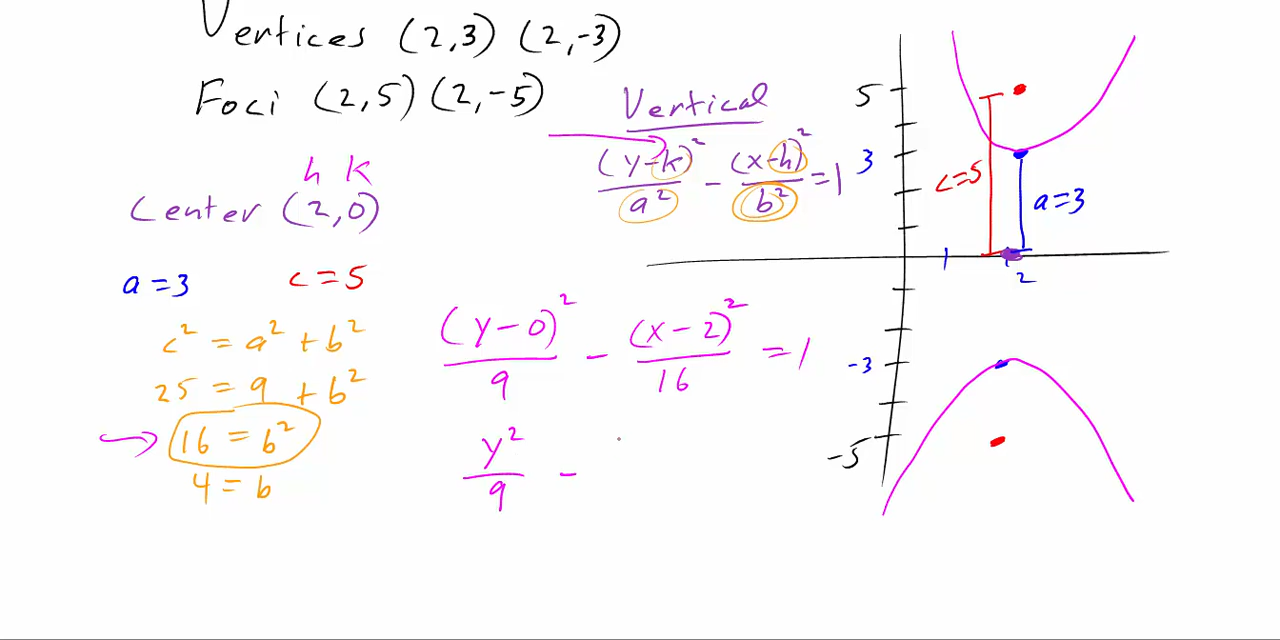 Vertices (2,3) (2,-3)
Foci (2,5) (2,-5)
Vertical
(y-k)²/a² - (x-h)²/b² = 1
h k
Center (2,0)
a=3 c=5
c² = a² + b²
25 = 9 + b²
16 = b²
4 = b
(y-0)²/9 - (x-2)²/16 = 1
y²/9 -
5
3
c=5
a=3
1
2
-3
-5